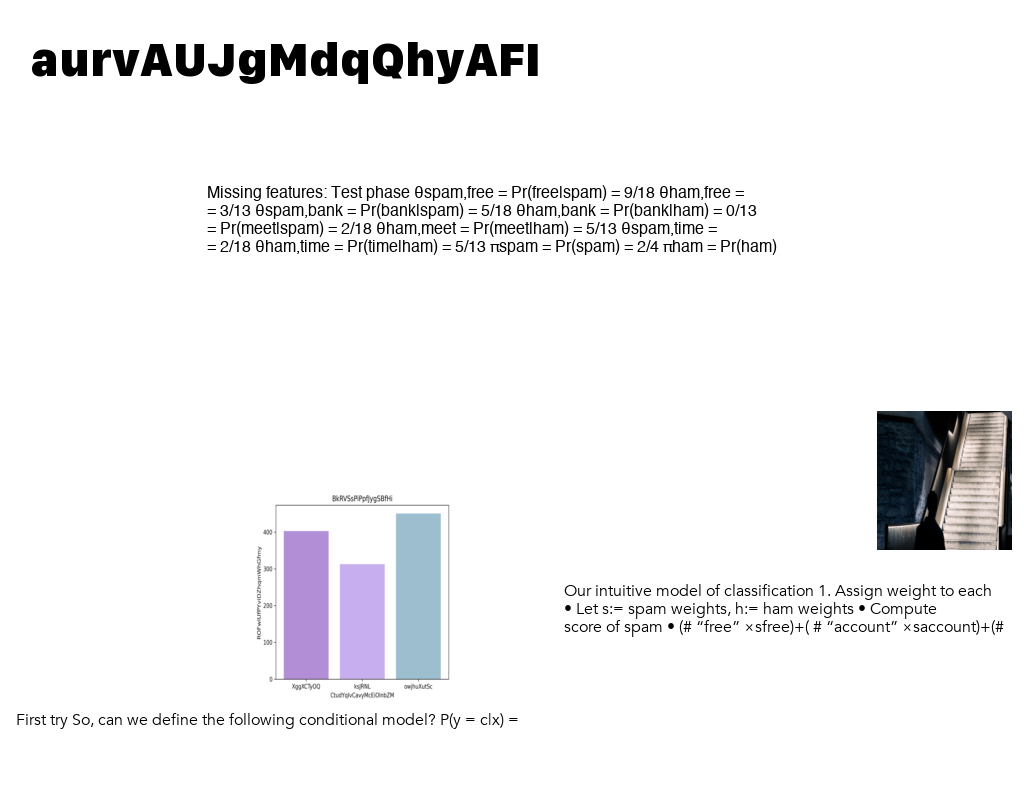 aurvAUJgMdqQhyAFI
Missing features: Test phase θspam,free = Pr(free|spam) = 9/18 θham,free =
= 3/13 θspam,bank = Pr(bank|spam) = 5/18 θham,bank = Pr(bank|ham) = 0/13
= Pr(meet|spam) = 2/18 θham,meet = Pr(meet|ham) = 5/13 θspam,time =
= 2/18 θham,time = Pr(time|ham) = 5/13 πspam = Pr(spam) = 2/4 πham = Pr(ham)
400
300
200
100
0
XggXCTyOQ
ksjRNL
owjhuXutSc
Our intuitive model of classification 1. Assign weight to each
• Let s:= spam weights, h:= ham weights • Compute
score of spam • (# “free” ×sfree)+( # “account” ×saccount)+(#
First try So, can we define the following conditional model? P(y = c|x) =